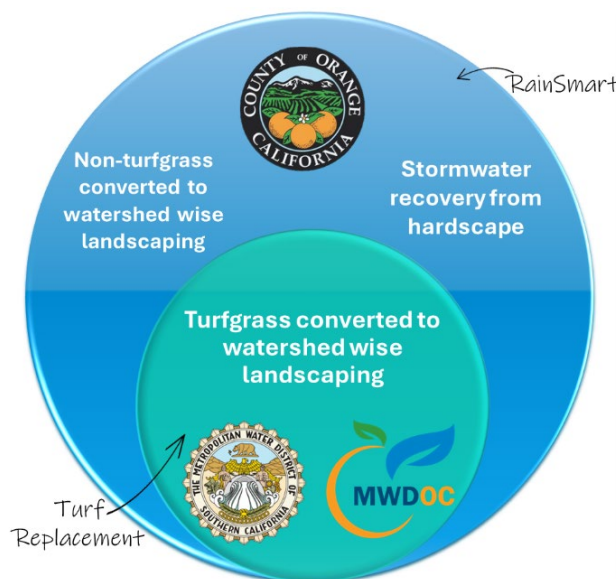 COUNTY OF ORANGE
CALIFORNIA
RainSmart
Non-turfgrass
converted to
watershed wise
landscaping
Stormwater
recovery from
hardscape
Turfgrass converted to
watershed wise
landscaping
THE METROPOLITAN WATER DISTRICT OF
SOUTHERN CALIFORNIA
MWDOC
Turf
Replacement